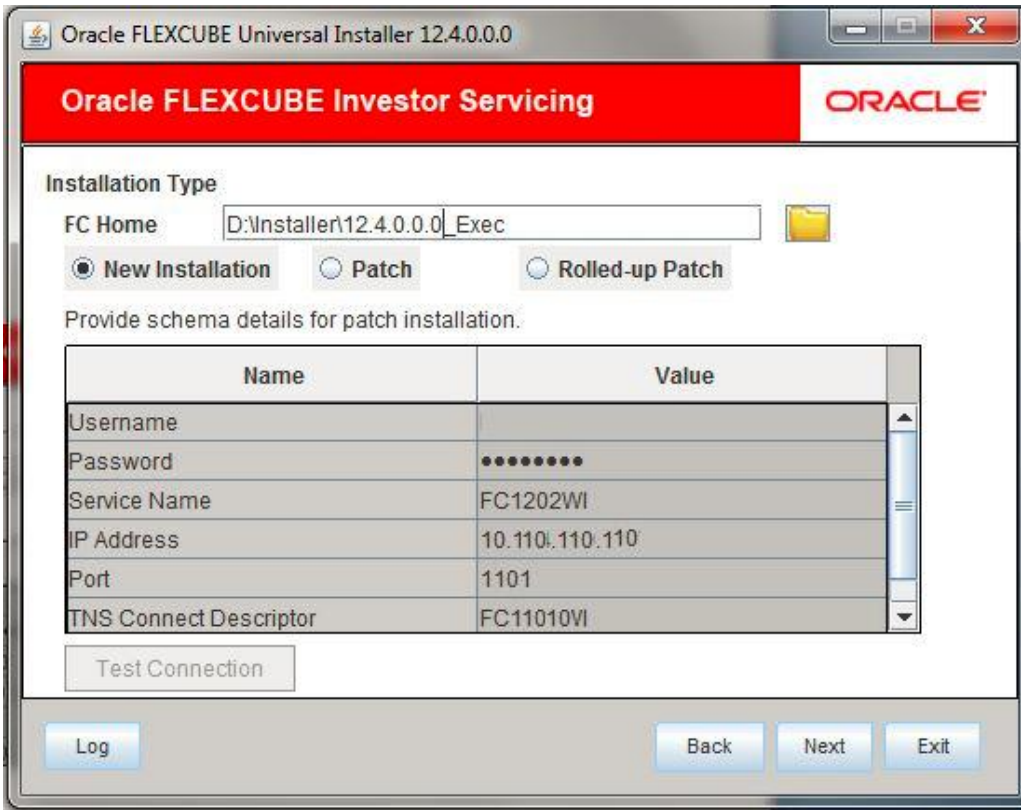 Oracle FLEXCUBE Universal Installer 12.4.0.0.0
Oracle FLEXCUBE Investor Servicing
ORACLE
Installation Type
FC Home D:\Installer\12.4.0.0.0_Exec
New Installation Patch Rolled-up Patch
Provide schema details for patch installation.
Name Value
Username
Password ••••••••
Service Name FC1202WI
IP Address 10.110.110.110
Port 1101
TNS Connect Descriptor FC11010VI
Test Connection
Log Back Next Exit